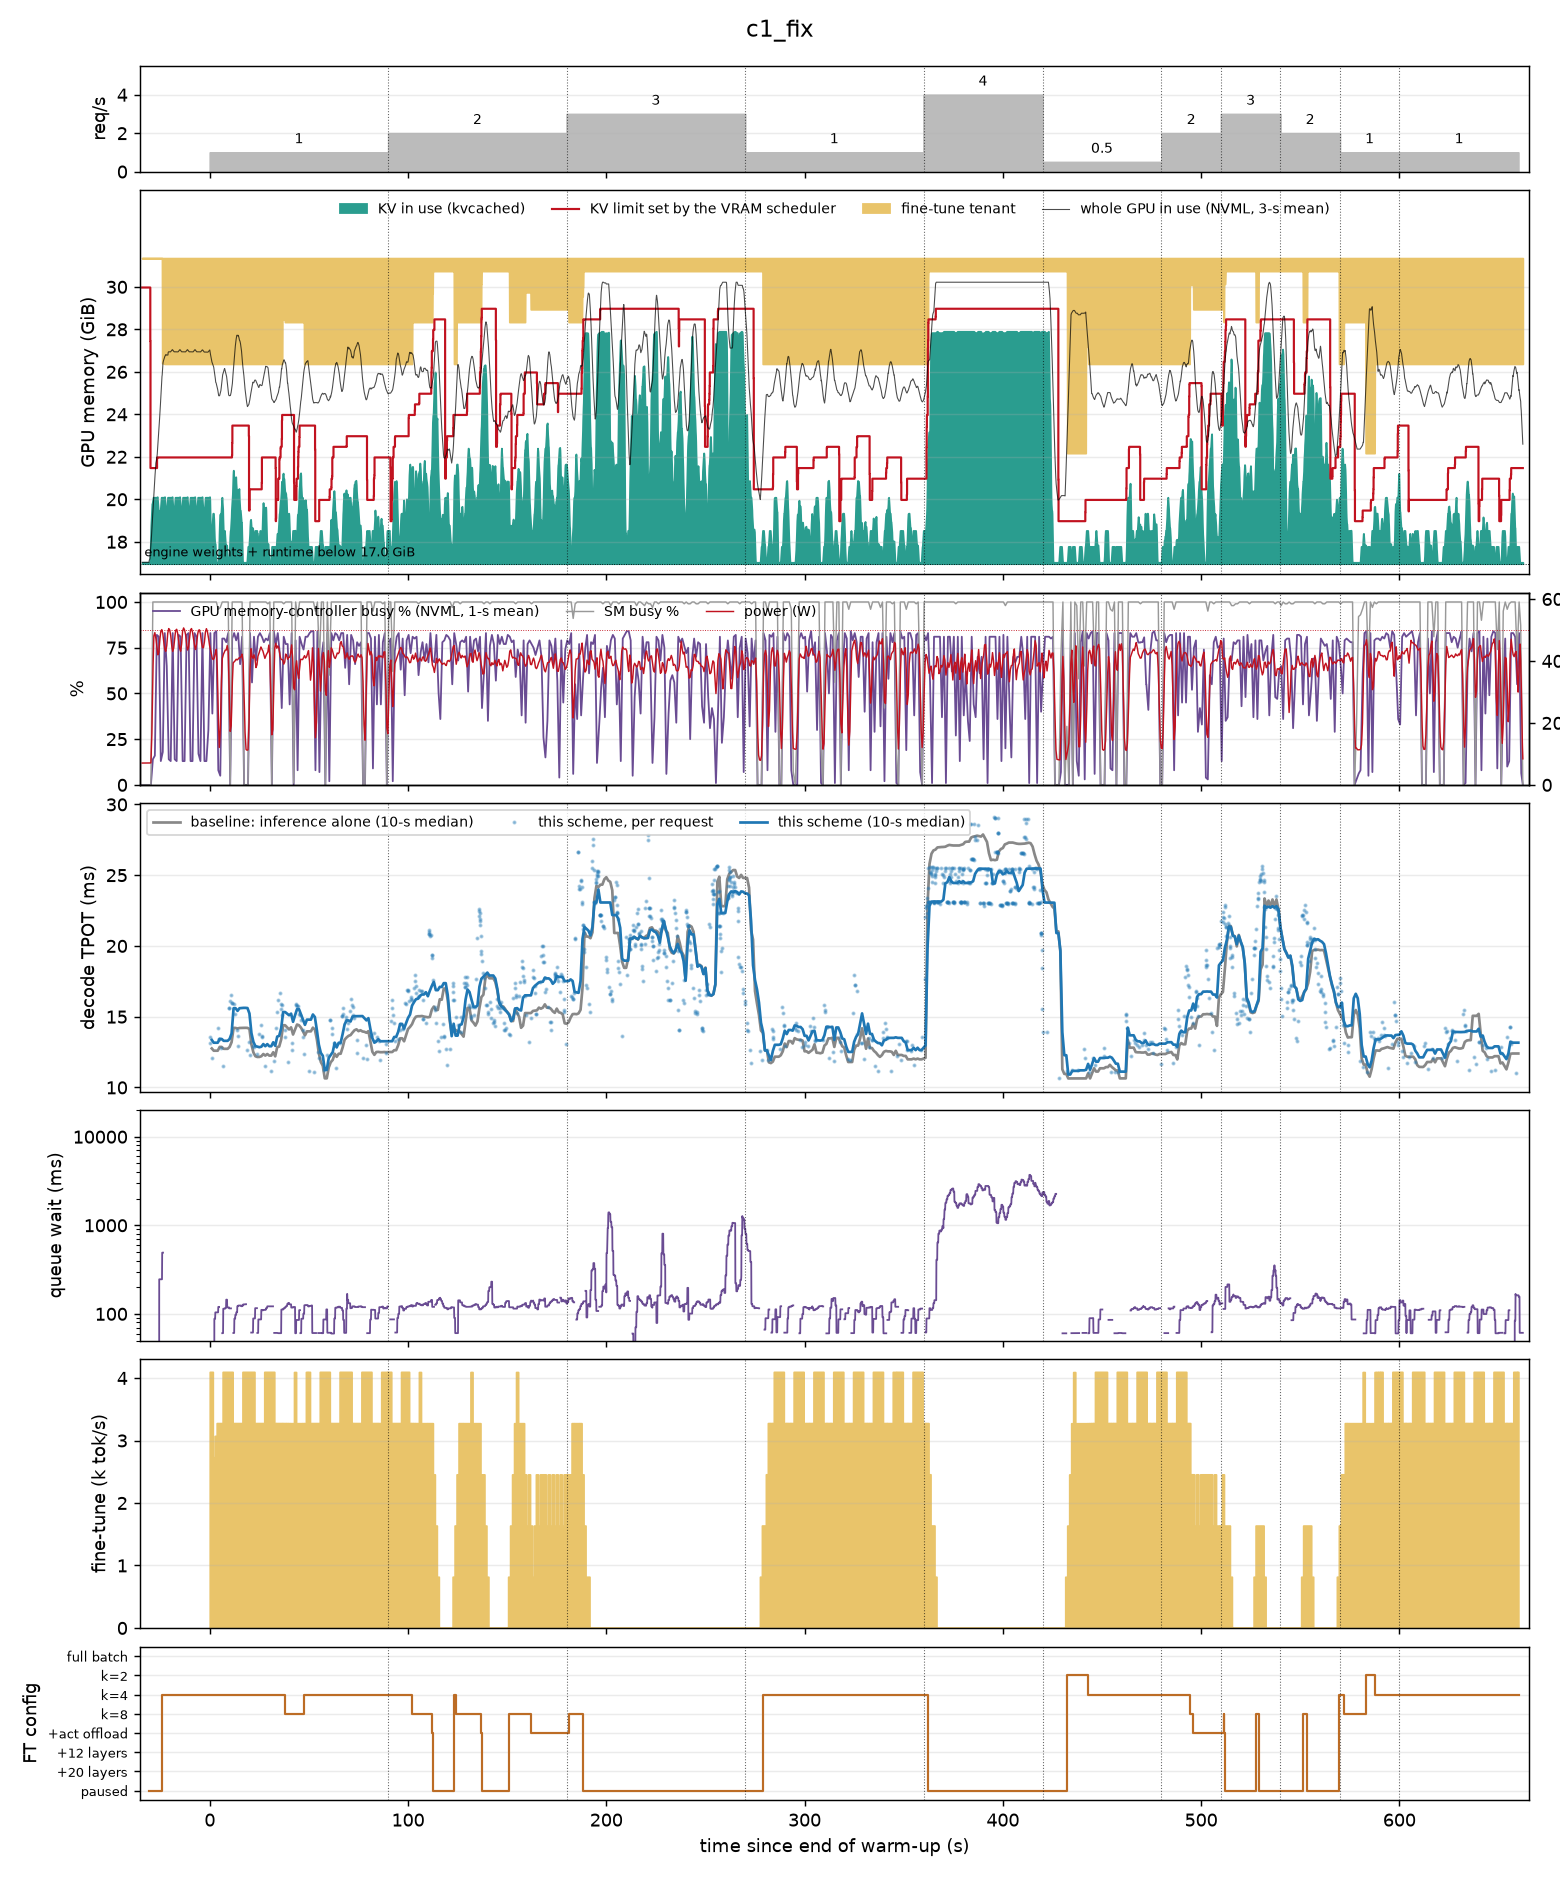 c1_fix
req/s
4
2
0
1
2
3
1
4
0.5
2
3
2
1
1
GPU memory (GiB)
KV in use (kvcached)
KV limit set by the VRAM scheduler
fine-tune tenant
whole GPU in use (NVML, 3-s mean)
30
28
26
24
22
20
18
engine weights + runtime below 17.0 GiB
%
100
75
50
25
0
GPU memory-controller busy % (NVML, 1-s mean)
SM busy %
power (W)
0
decode TPOT (ms)
30
25
20
15
10
baseline: inference alone (10-s median)
this scheme, per request
this scheme (10-s median)
queue wait (ms)
10000
1000
100
fine-tune (k tok/s)
4
3
2
1
0
FT config
full batch
k=2
k=4
k=8
+act offload
+12 layers
+20 layers
paused
0
100
200
300
400
500
600
time since end of warm-up (s)